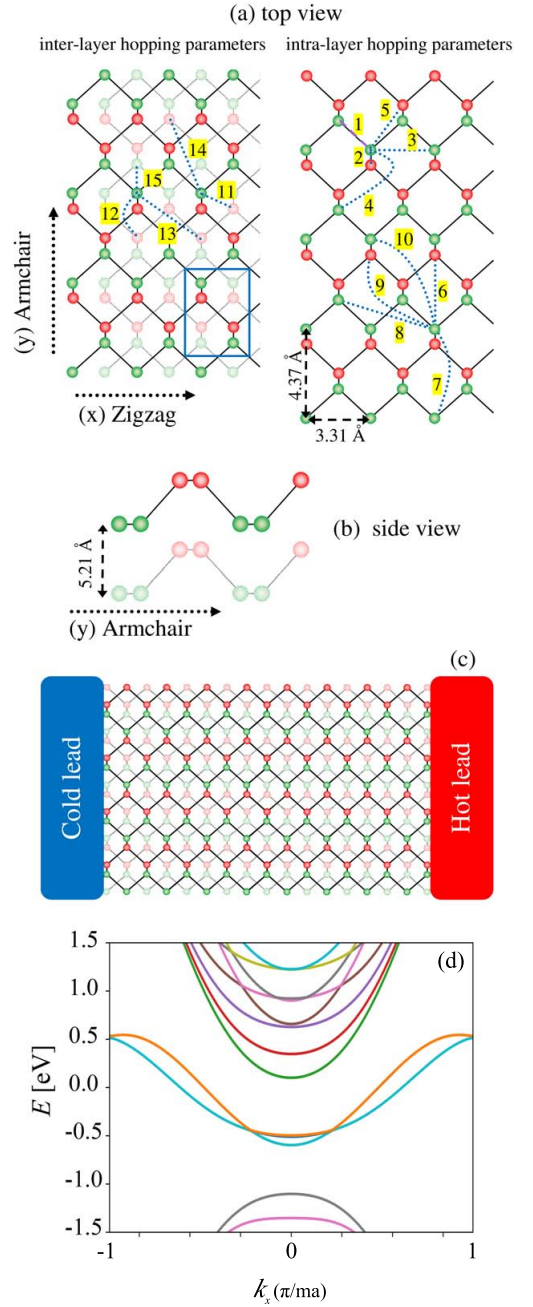 (a) top view
inter-layer hopping parameters
intra-layer hopping parameters
14
15
11
12
13
(y) Armchair
(x) Zigzag
5
1
3
2
4
10
9
6
8
7
4.37 Å
3.31 Å
(b) side view
5.21 Å
(y) Armchair
(c)
Cold lead
Hot lead
(d)
1.5
1.0
0.5
0.0
-0.5
-1.0
-1.5
E [eV]
-1
0
1
kₓ(π/ma)